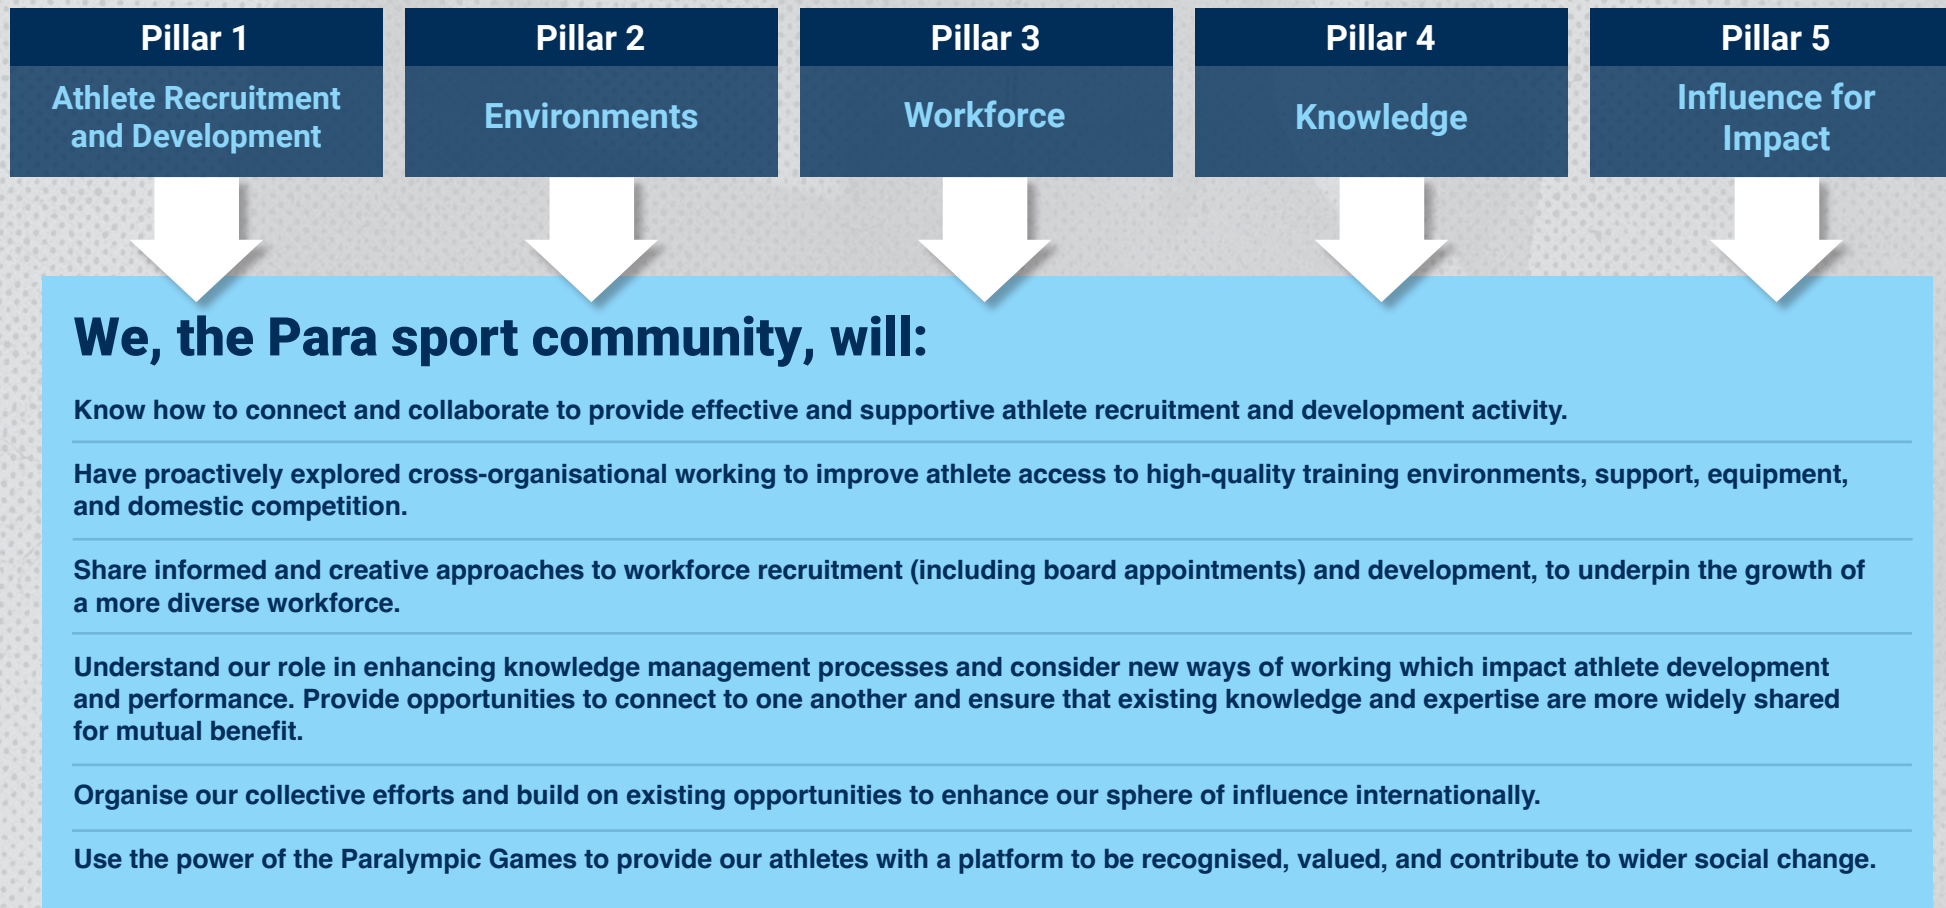 Pillar 1
Athlete Recruitment
and Development
Pillar 2
Environments
Pillar 3
Workforce
Pillar 4
Knowledge
Pillar 5
Influence for
Impact
We, the Para sport community, will:
Know how to connect and collaborate to provide effective and supportive athlete recruitment and development activity.
Have proactively explored cross-organisational working to improve athlete access to high-quality training environments, support, equipment,
and domestic competition.
Share informed and creative approaches to workforce recruitment (including board appointments) and development, to underpin the growth of
a more diverse workforce.
Understand our role in enhancing knowledge management processes and consider new ways of working which impact athlete development
and performance. Provide opportunities to connect to one another and ensure that existing knowledge and expertise are more widely shared
for mutual benefit.
Organise our collective efforts and build on existing opportunities to enhance our sphere of influence internationally.
Use the power of the Paralympic Games to provide our athletes with a platform to be recognised, valued, and contribute to wider social change.